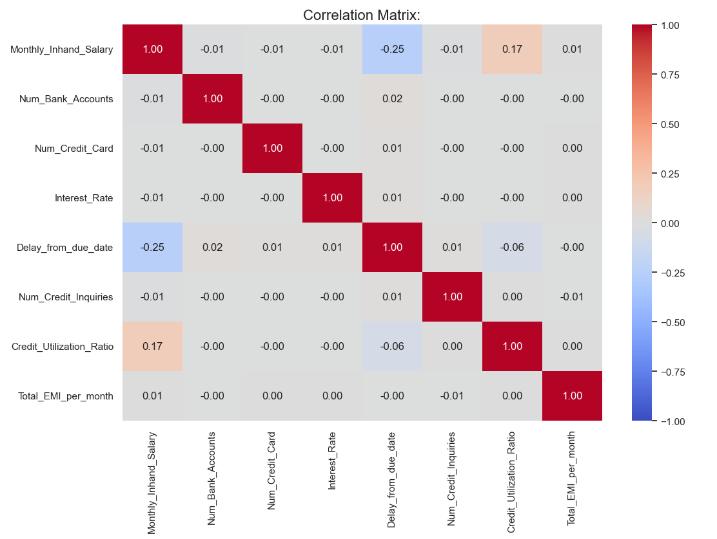 Correlation Matrix:
Monthly_Inhand_Salary 1.00 -0.01 -0.01 -0.01 -0.25 -0.01 0.17 0.01
Num_Bank_Accounts -0.01 1.00 -0.00 -0.00 0.02 -0.00 -0.00 -0.00
Num_Credit_Card -0.01 -0.00 1.00 -0.00 0.01 -0.00 -0.00 0.00
Interest_Rate -0.01 -0.00 -0.00 1.00 0.01 -0.00 -0.00 0.00
Delay_from_due_date -0.25 0.02 0.01 0.01 1.00 0.01 -0.06 -0.00
Num_Credit_Inquiries -0.01 -0.00 -0.00 -0.00 0.01 1.00 0.00 -0.01
Credit_Utilization_Ratio 0.17 -0.00 -0.00 -0.00 -0.06 0.00 1.00 0.00
Total_EMI_per_month 0.01 -0.00 0.00 0.00 -0.00 -0.01 0.00 1.00
Monthly_Inhand_Salary
Num_Bank_Accounts
Num_Credit_Card
Interest_Rate
Delay_from_due_date
Num_Credit_Inquiries
Credit_Utilization_Ratio
Total_EMI_per_month
1.00
0.75
0.50
0.25
0.00
−0.25
−0.50
−0.75
−1.00